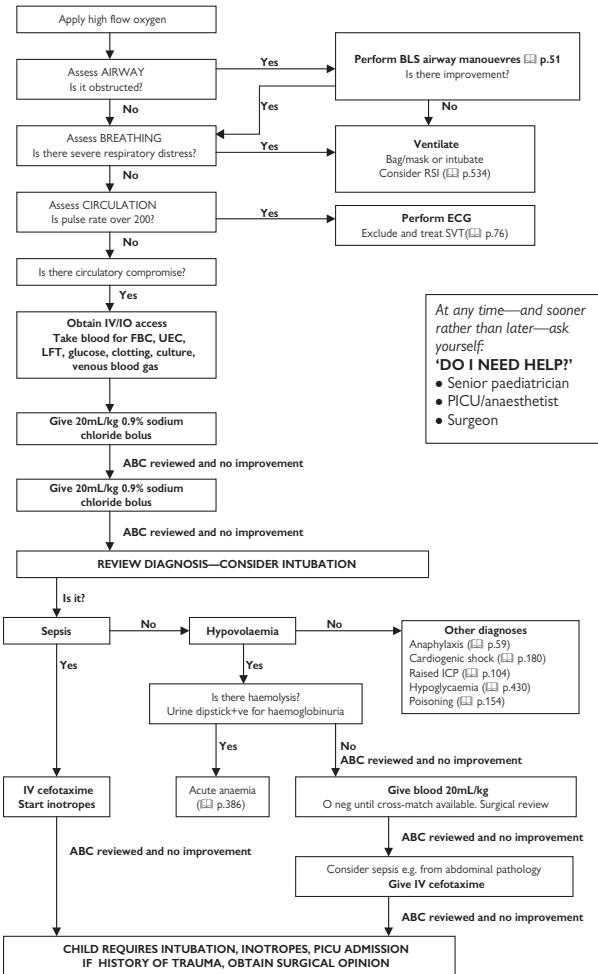 Apply high flow oxygen
Assess AIRWAY
Is it obstructed?
Yes
Perform BLS airway manouevres 📖 p.51
Is there improvement?
No
Yes
No
Assess BREATHING
Is there severe respiratory distress?
Yes
Ventilate
Bag/mask or intubate
Consider RSI (📖 p.534)
No
Assess CIRCULATION
Is pulse rate over 200?
Yes
Perform ECG
Exclude and treat SVT(📖 p.76)
No
Is there circulatory compromise?
Yes
Obtain IV/IO access
Take blood for FBC, UEC,
LFT, glucose, clotting, culture,
venous blood gas
At any time—and sooner
rather than later—ask
yourself:
‘DO I NEED HELP?’
● Senior paediatrician
● PICU/anaesthetist
● Surgeon
Give 20mL/kg 0.9% sodium
chloride bolus
ABC reviewed and no improvement
Give 20mL/kg 0.9% sodium
chloride bolus
ABC reviewed and no improvement
REVIEW DIAGNOSIS—CONSIDER INTUBATION
Is it?
Sepsis
No
Hypovolaemia
No
Other diagnoses
Anaphylaxis (📖 p.59)
Cardiogenic shock (📖 p.180)
Raised ICP (📖 p.104)
Hypoglycaemia (📖 p.430)
Poisoning (📖 p.154)
Yes
Yes
Is there haemolysis?
Urine dipstick+ve for haemoglobinuria
Yes
No
ABC reviewed and no improvement
IV cefotaxime
Start inotropes
Acute anaemia
(📖 p.386)
Give blood 20mL/kg
O neg until cross-match available. Surgical review
ABC reviewed and no improvement
ABC reviewed and no improvement
Consider sepsis e.g. from abdominal pathology
Give IV cefotaxime
ABC reviewed and no improvement
CHILD REQUIRES INTUBATION, INOTROPES, PICU ADMISSION
IF HISTORY OF TRAUMA, OBTAIN SURGICAL OPINION